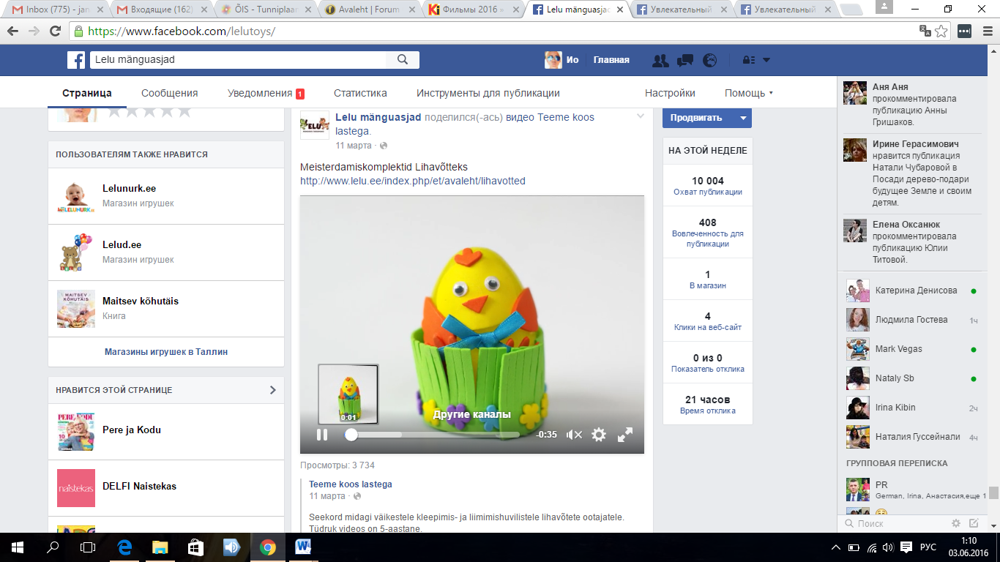 Inbox (775) - jan
Входящие (162)
ÕIS - Tunniplaan
Avaleht | Forum
Фильмы 2016 »
Lelu mänguasjad
Увлекательный
Увлекательный
https://www.facebook.com/lelutoys/
Lelu mänguasjad
Ио
Главная
Страница
Сообщения
Уведомления 1
Статистика
Инструменты для публикации
Настройки
Помощь
ПОЛЬЗОВАТЕЛЯМ ТАКЖЕ НРАВИТСЯ
Lelunurk.ee
Магазин игрушек
Lelud.ee
Магазин игрушек
MAITSEV
KÕHUTÄIS
Maitsev kõhutäis
Книга
Магазины игрушек в Таллин
НРАВИТСЯ ЭТОЙ СТРАНИЦЕ
Pere ja Kodu
naistekas
DELFI Naistekas
Lelu mänguasjad поделился(-ась) видео Teeme koos
lastega.
11 марта
Meisterdamiskomplektid Lihavõtteks
http://www.lelu.ee/index.php/et/avaleht/lihavotted
0:01
Другие каналы
-0:35
Просмотры: 3 734
Teeme koos lastega
11 марта
Seekord midagi väikestele kleepimis- ja liimimishuvilistele lihavõtete ootajatele.
Tüdruk videos on 5-aastane.
Продвигать
НА ЭТОЙ НЕДЕЛЕ
10 004
Охват публикации
408
Вовлеченность для
публикации
1
В магазин
4
Клики на веб-сайт
0 из 0
Показатель отклика
21 часов
Время отклика
Аня Аня
прокомментировала
публикацию Анны
Гришаков.
Ирине Герасимович
нравится публикация
Натали Чубаровой в
Посади дерево-подари
будущее Земле и своим
детям.
Елена Оксанюк
прокомментировала
публикацию Юлии
Титовой.
Катерина Денисова
Людмила Гостева 1ч
Mark Vegas
Nataly Sb
Irina Kibin 2ч
Наталия Гуссейнали 4ч
ГРУППОВАЯ ПЕРЕПИСКА
PR
German, Irina, Анастасия,еще 1
Поиск
РУС
1:10
03.06.2016